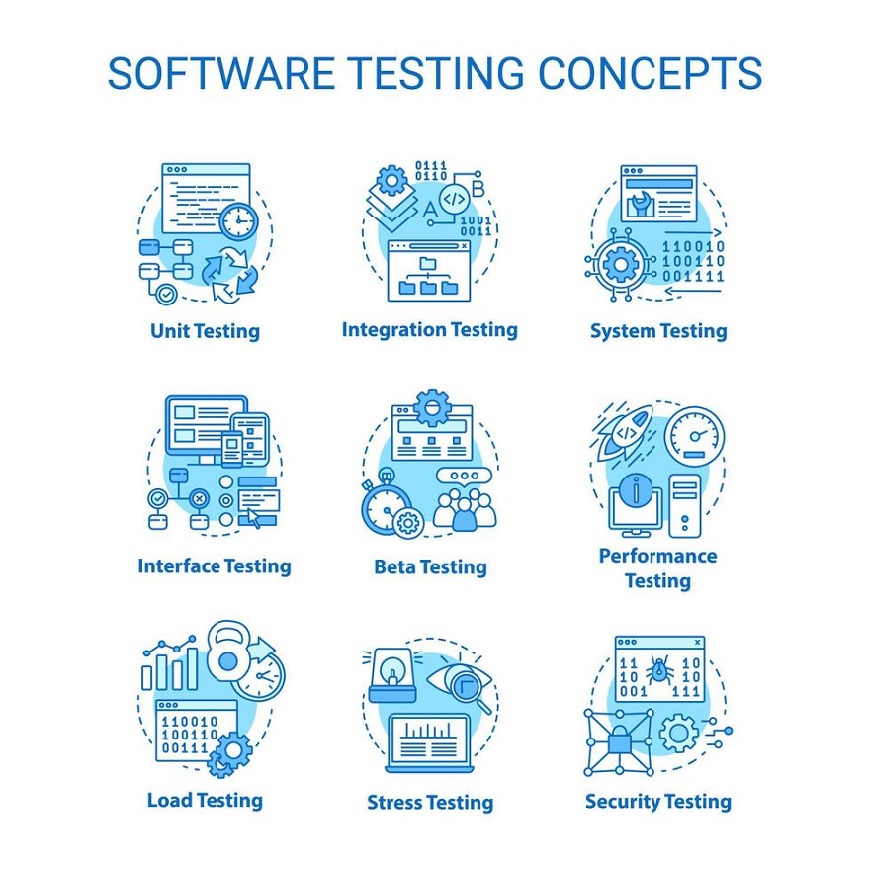 SOFTWARE TESTING CONCEPTS
0111
0110
B
</>
A
1001
0011
110010
100110
001111
Unit Testing
Integration Testing
System Testing
</>
i
Interface Testing
Beta Testing
Performance
Testing
11 10
10 010
001 111
110010
100110
00111
Load Testing
Stress Testing
Security Testing